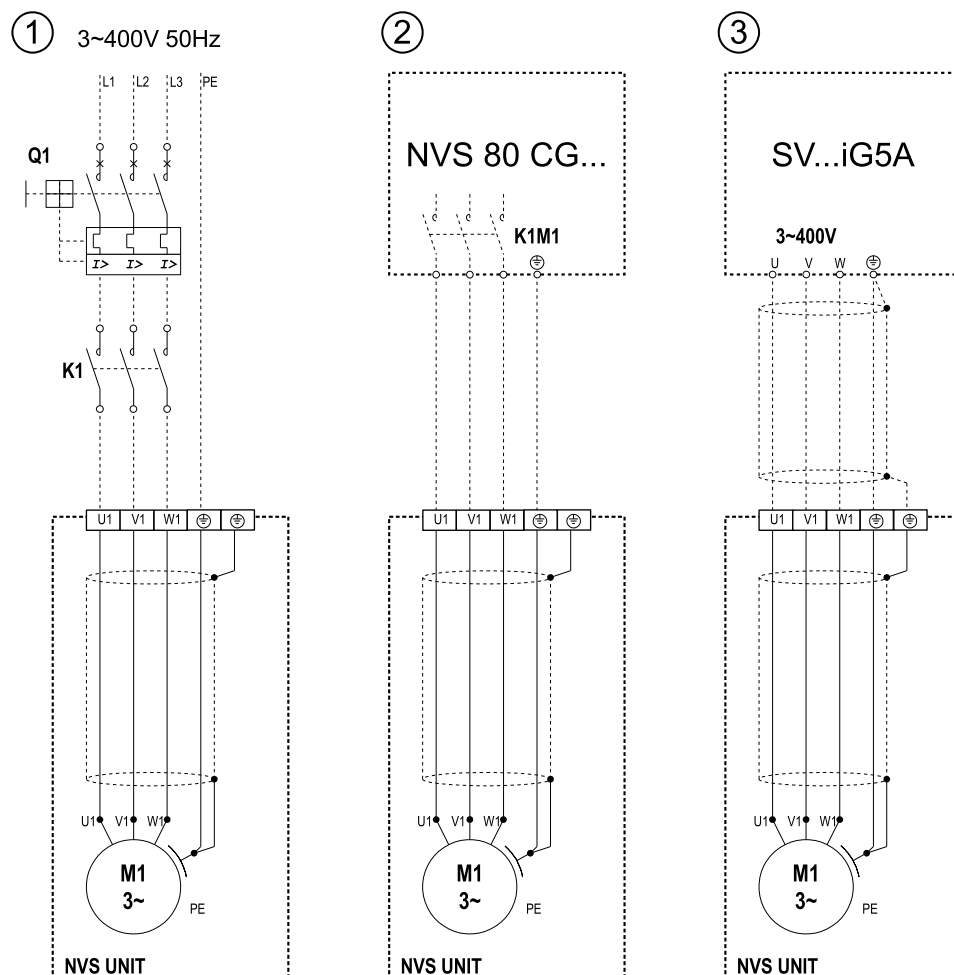 1 3~400V 50Hz
L1 L2 L3 PE
Q1
I> I> I>
K1
U1 V1 W1
U1 V1 W1
M1
3~
PE
NVS UNIT
2
NVS 80 CG...
K1M1
U1 V1 W1
U1 V1 W1
M1
3~
PE
NVS UNIT
3
SV...iG5A
3~400V
U V W
U1 V1 W1
U1 V1 W1
M1
3~
PE
NVS UNIT